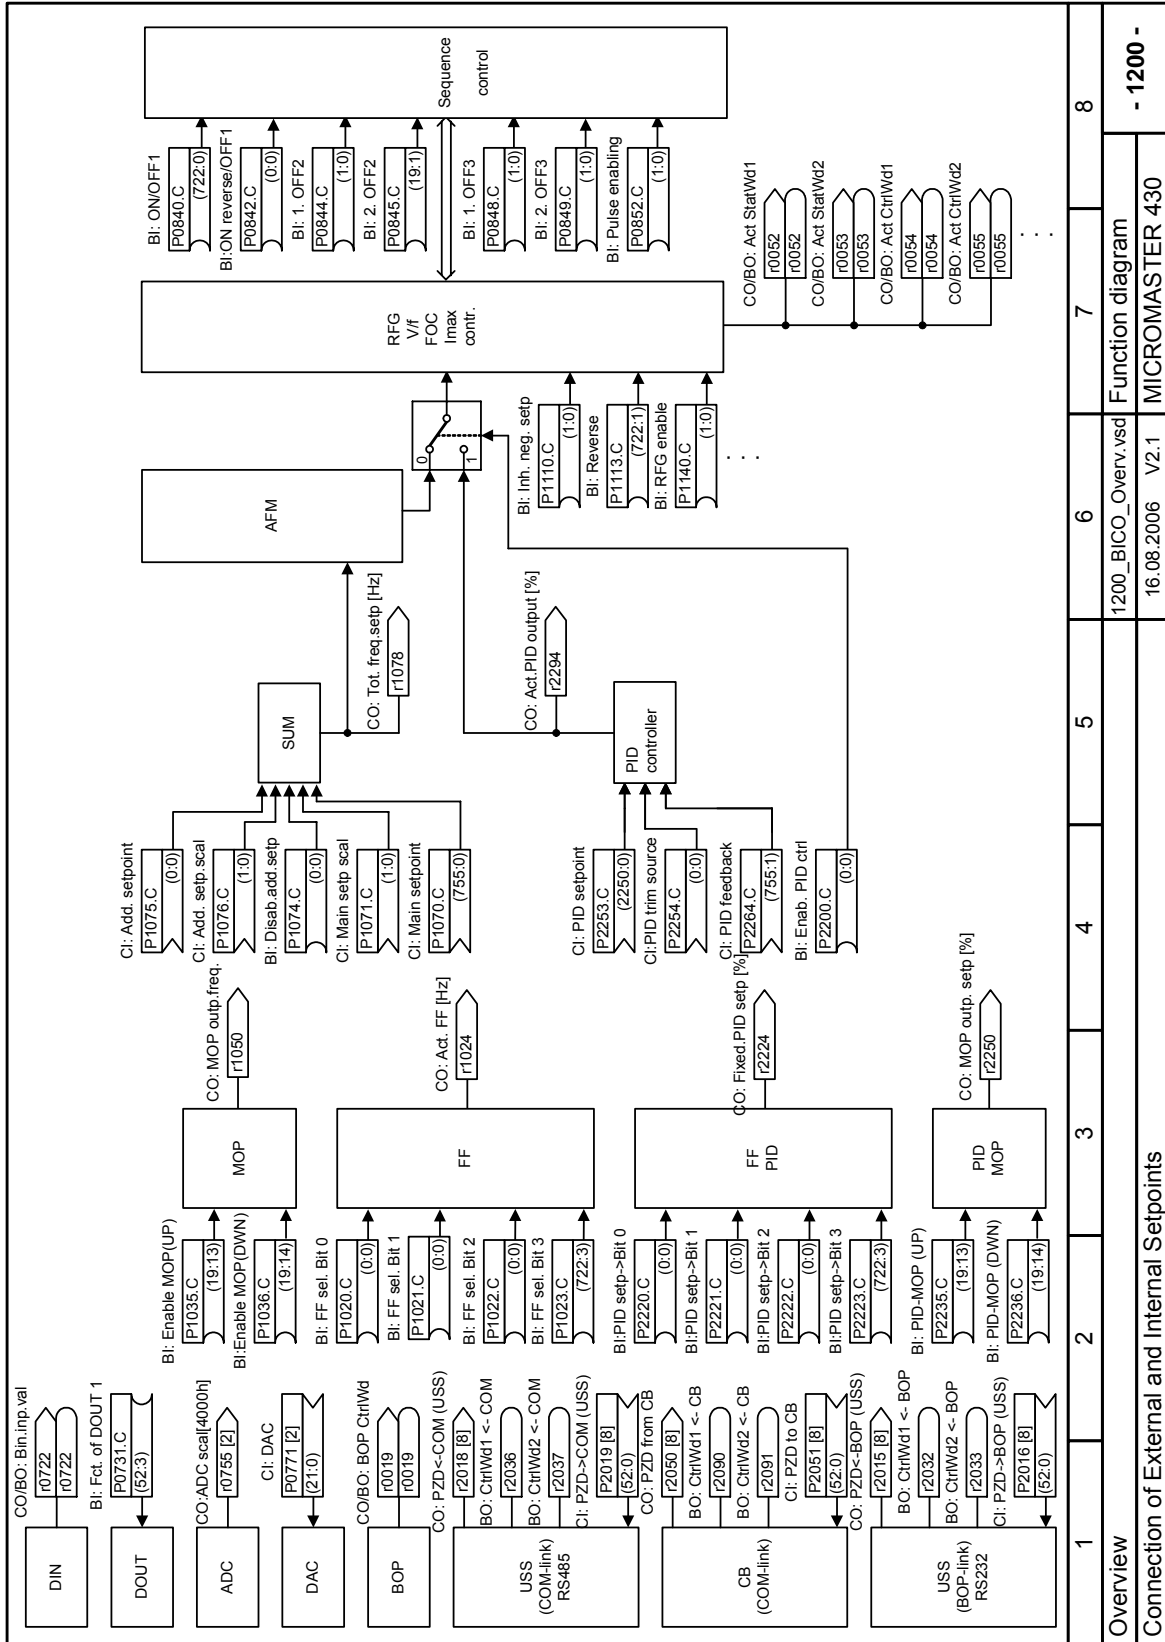 DIN
CO/BO: Bin.inp.val
r0722
r0722
DOUT
BI: Fct. of DOUT 1
P0731.C
(52:3)
ADC
CO:ADC scal[4000h]
r0755 [2]
DAC
CI: DAC
P0771 [2]
(21:0)
BOP
CO/BO: BOP CtrlWd
r0019
r0019
USS
(COM-link)
RS485
CO: PZD<-COM (USS)
r2018 [8]
BO: CtrlWd1 <- COM
r2036
BO: CtrlWd2 <- COM
r2037
CI: PZD->COM (USS)
P2019 [8]
(52:0)
CB
(COM-link)
CO: PZD from CB
r2050 [8]
BO: CtrlWd1 <- CB
r2090
BO: CtrlWd2 <- CB
r2091
CI: PZD to CB
P2051 [8]
(52:0)
USS
(BOP-link)
RS232
CO: PZD<-BOP (USS)
r2015 [8]
BO: CtrlWd1 <- BOP
r2032
BO: CtrlWd2 <- BOP
r2033
CI: PZD->BOP (USS)
P2016 [8]
(52:0)
BI: Enable MOP(UP)
P1035.C
(19:13)
BI:Enable MOP(DWN)
P1036.C
(19:14)
MOP
CO: MOP outp.freq.
r1050
BI: FF sel. Bit 0
P1020.C
(0:0)
BI: FF sel. Bit 1
P1021.C
(0:0)
BI: FF sel. Bit 2
P1022.C
(0:0)
BI: FF sel. Bit 3
P1023.C
(722:3)
FF
CO: Act. FF [Hz]
r1024
BI:PID setp->Bit 0
P2220.C
(0:0)
BI:PID setp->Bit 1
P2221.C
(0:0)
BI:PID setp->Bit 2
P2222.C
(0:0)
BI:PID setp->Bit 3
P2223.C
(722:3)
FF
PID
CO: Fixed.PID setp [%]
r2224
BI: PID-MOP (UP)
P2235.C
(19:13)
BI: PID-MOP (DWN)
P2236.C
(19:14)
PID
MOP
CO: MOP outp. setp [%]
r2250
CI: Add. setpoint
P1075.C
(0:0)
CI: Add. setp.scal
P1076.C
(1:0)
BI: Disab.add.setp
P1074.C
(0:0)
CI: Main setp scal
P1071.C
(1:0)
CI: Main setpoint
P1070.C
(755:0)
SUM
CO: Tot. freq.setp [Hz]
r1078
CI: PID setpoint
P2253.C
(2250:0)
CI:PID trim source
P2254.C
(0:0)
CI: PID feedback
P2264.C
(755:1)
BI: Enab. PID ctrl
P2200.C
(0:0)
PID
controller
CO: Act.PID output [%]
r2294
AFM
0
1
BI: Inh. neg. setp
P1110.C
(1:0)
BI: Reverse
P1113.C
(722:1)
BI: RFG enable
P1140.C
(1:0)
. . .
RFG
V/f
FOC
Imax
contr.
BI: ON/OFF1
P0840.C
(722:0)
BI:ON reverse/OFF1
P0842.C
(0:0)
BI: 1. OFF2
P0844.C
(1:0)
BI: 2. OFF2
P0845.C
(19:1)
BI: 1. OFF3
P0848.C
(1:0)
BI: 2. OFF3
P0849.C
(1:0)
BI: Pulse enabling
P0852.C
(1:0)
Sequence
control
CO/BO: Act StatWd1
r0052
r0052
CO/BO: Act StatWd2
r0053
r0053
CO/BO: Act CtrlWd1
r0054
r0054
CO/BO: Act CtrlWd2
r0055
r0055
. . .
1 2 3 4 5 6 7 8
Overview 1200_BICO_Overv.vsd Function diagram - 1200 -
Connection of External and Internal Setpoints 16.08.2006 V2.1 MICROMASTER 430